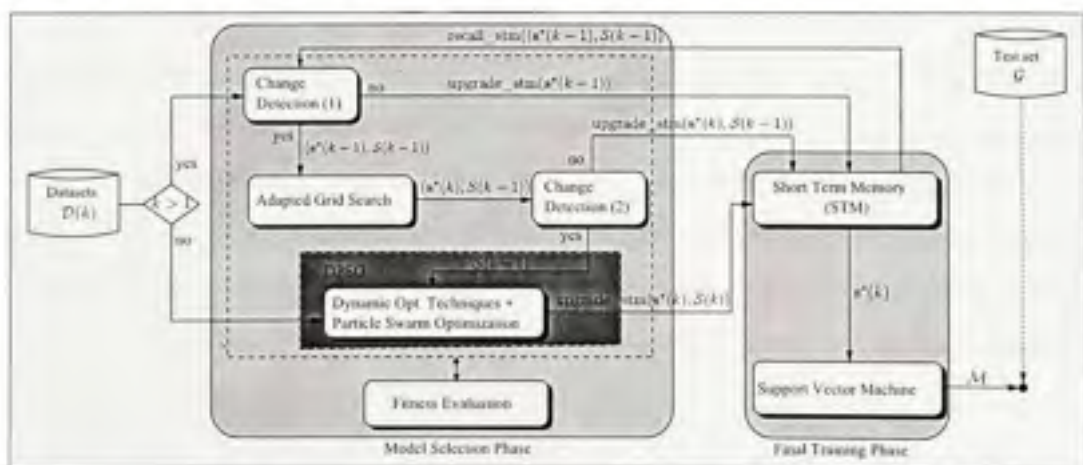 recall_stm((s*(k−1), S(k−1))
Test set
G
Change
Detection (1)
no
upgrade_stm(s*(k−1))
yes
(s*(k−1), S(k−1))
upgrade_stm(s*(k), S(k−1))
no
yes
Datasets
D(k)
k > 1
no
Adapted Grid Search
(s*(k), S(k−1))
Change
Detection (2)
yes
Short Term Memory
(STM)
DPSO
Dynamic Opt. Techniques +
Particle Swarm Optimization
upgrade_stm(s*(k), S(k))
s*(k)
Fitness Evaluation
Support Vector Machine
M
Model Selection Phase
Final Training Phase